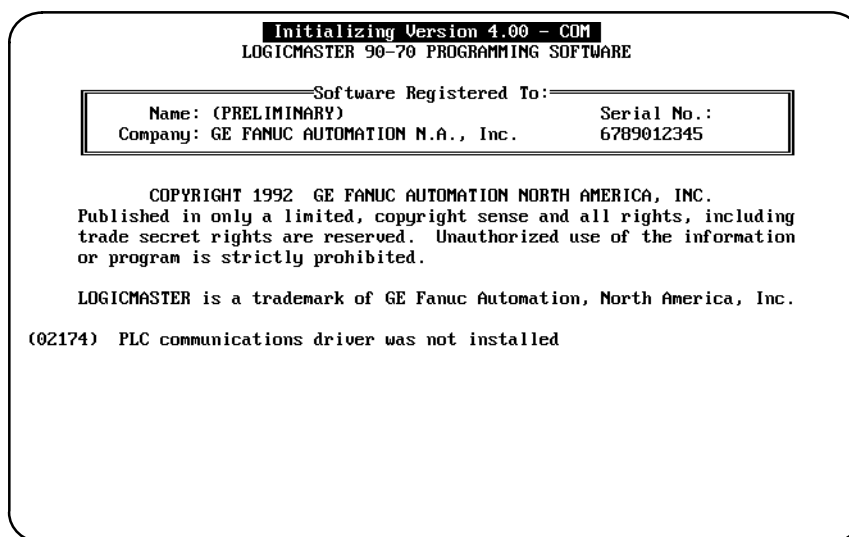 Initializing Version 4.00 - COM
LOGICMASTER 90-70 PROGRAMMING SOFTWARE
Software Registered To:
Name: (PRELIMINARY) Serial No.:
Company: GE FANUC AUTOMATION N.A., Inc. 6789012345
COPYRIGHT 1992 GE FANUC AUTOMATION NORTH AMERICA, INC.
Published in only a limited, copyright sense and all rights, including
trade secret rights are reserved. Unauthorized use of the information
or program is strictly prohibited.
LOGICMASTER is a trademark of GE Fanuc Automation, North America, Inc.
(02174) PLC communications driver was not installed